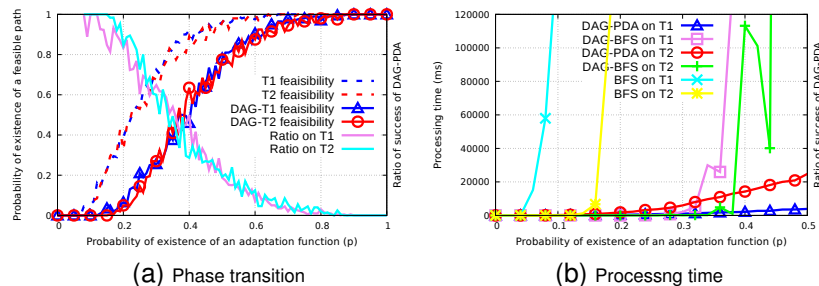 Probability of existence of a feasible path
1
0.8
0.6
0.4
0.2
0
0
0.2
0.4
0.6
0.8
1
T1 feaisibility
T2 feaisibility
DAG-T1 feasibility
DAG-T2 feasibility
Ratio on T1
Ratio on T2
Ratio of success of DAG-PDA
Probability of existence of an adaptation function (p)
(a) Phase transition
Processing time (ms)
120000
100000
80000
60000
40000
20000
0
0
0.1
0.2
0.3
0.4
0.5
DAG-PDA on T1
DAG-BFS on T1
DAG-PDA on T2
DAG-BFS on T2
BFS on T1
BFS on T2
Ratio of success of DAG-PDA
Probability of existence of an adaptation function (p)
(b) Processng time